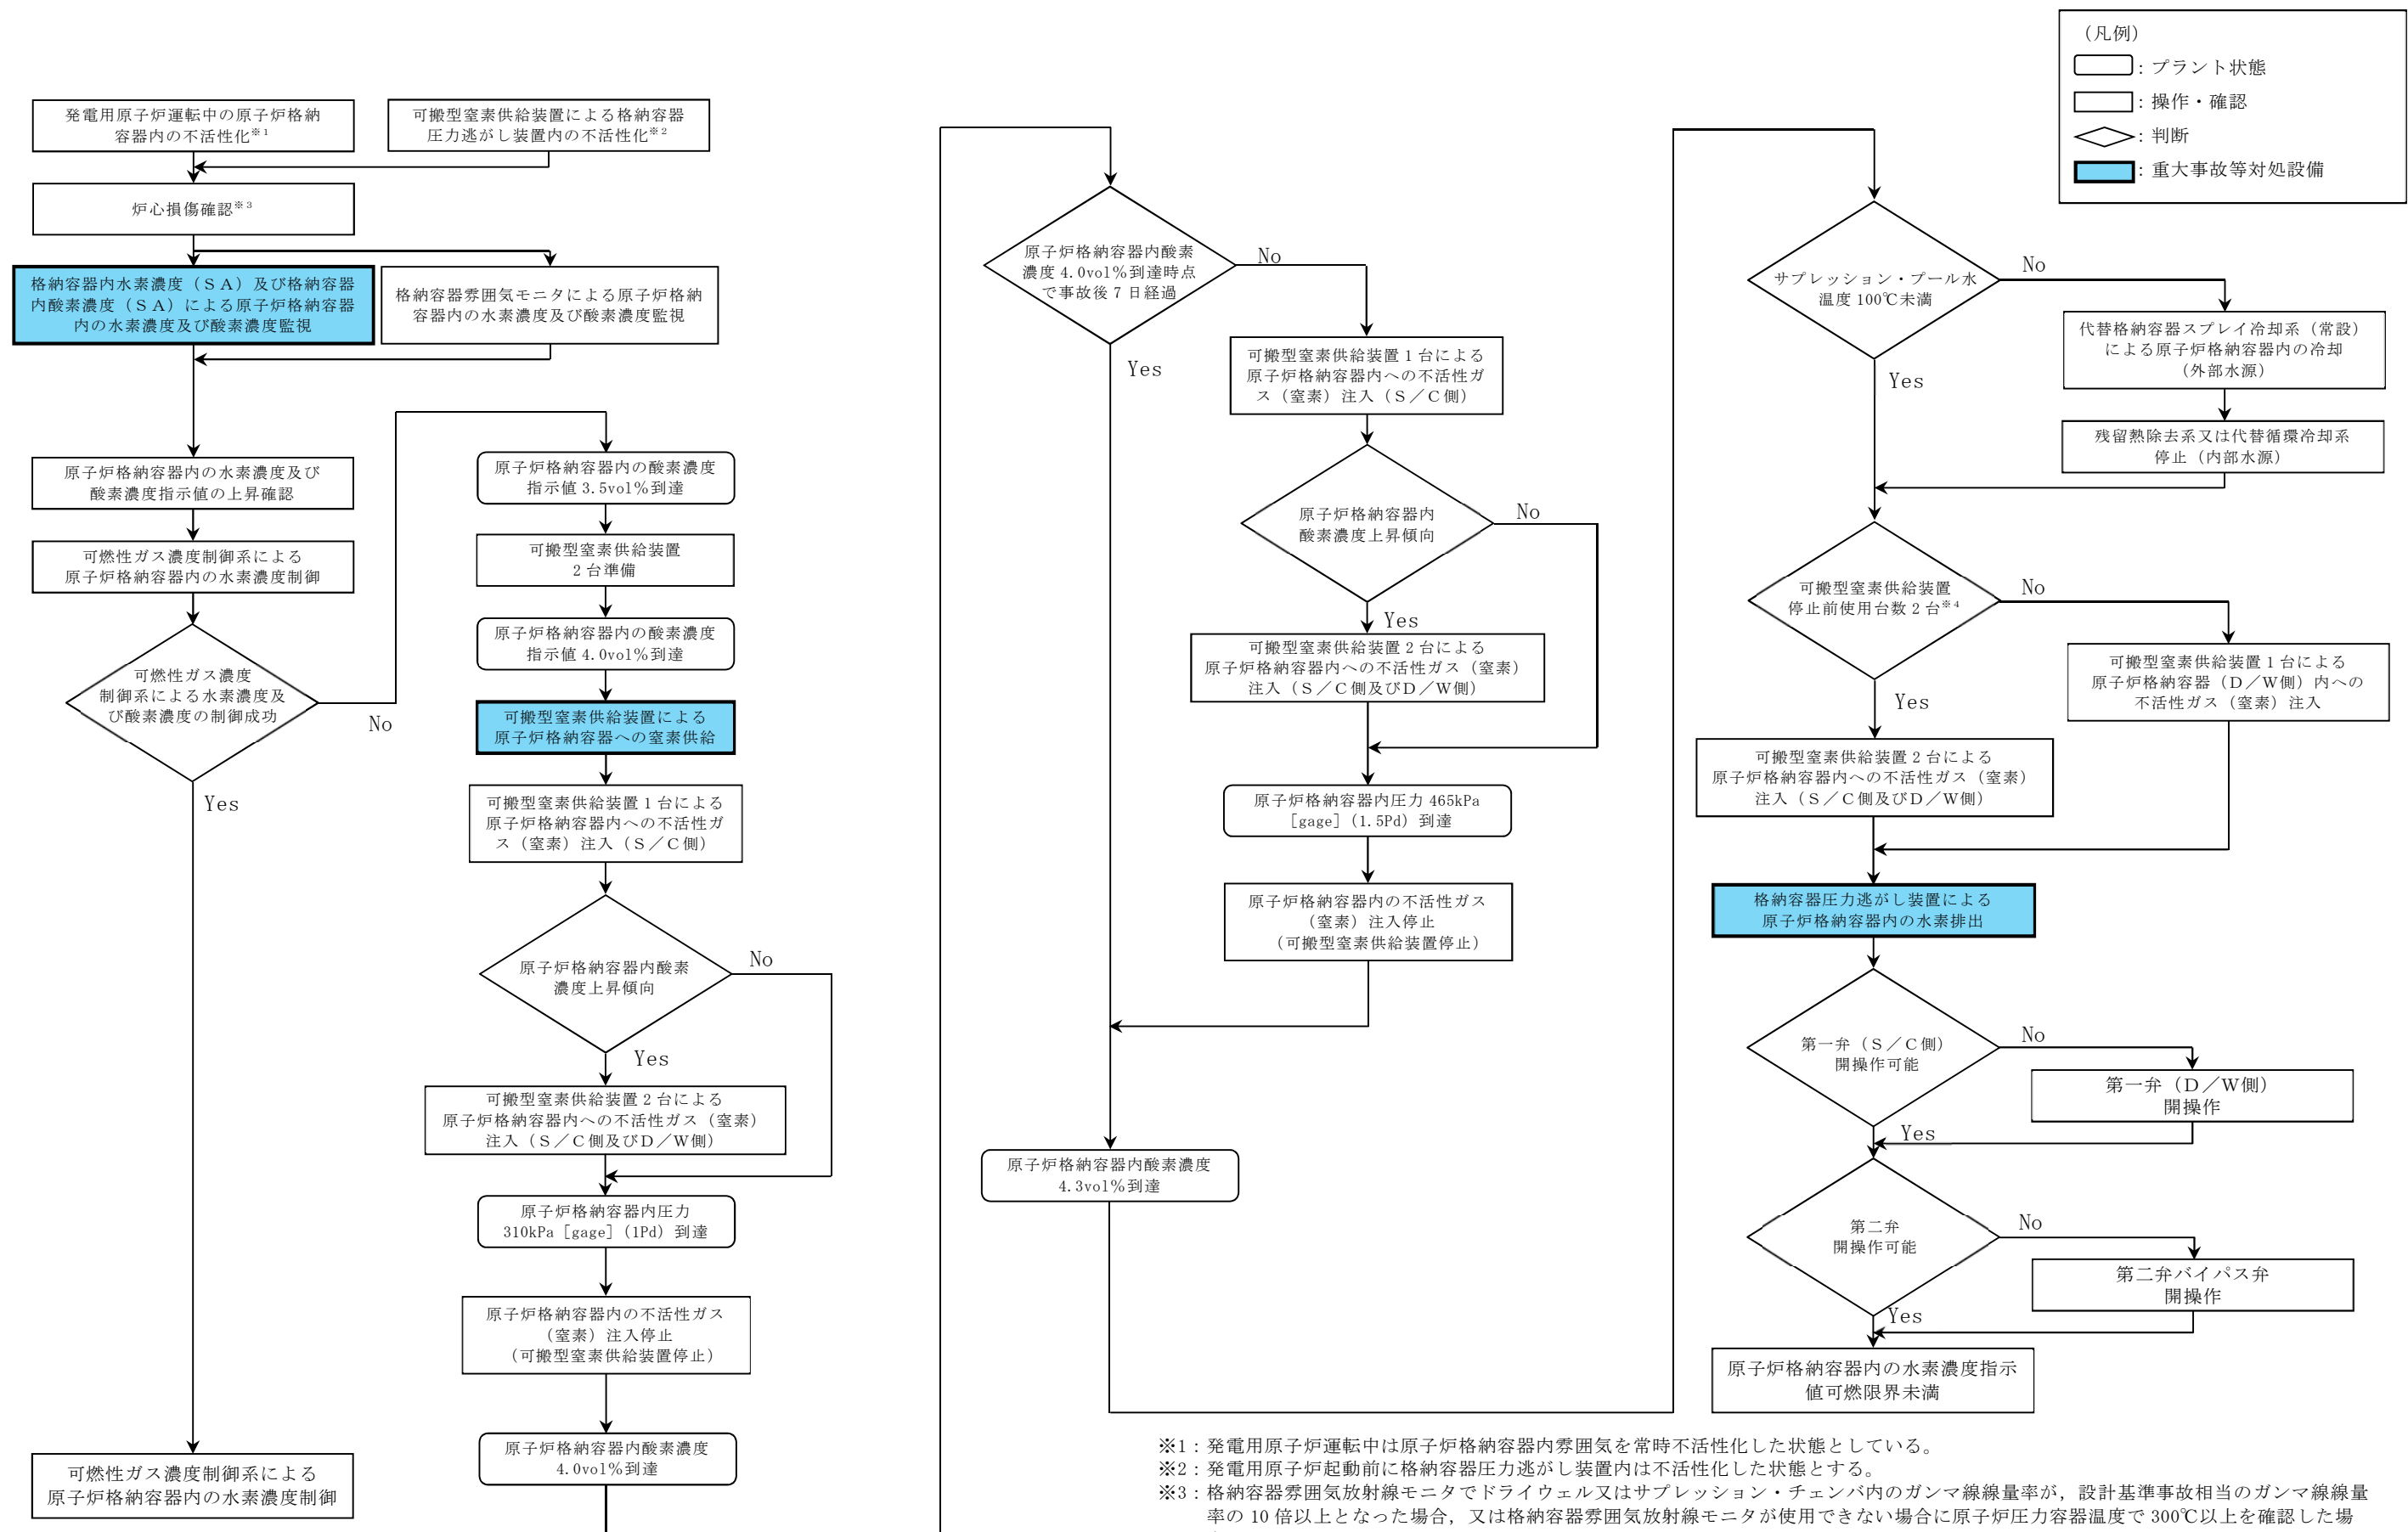 (凡例)
：プラント状態
：操作・確認
：判断
：重大事故等対処設備
発電用原子炉運転中の原子炉格納
容器内の不活性化※1
可搬型窒素供給装置による格納容器
圧力逃がし装置内の不活性化※2
炉心損傷確認※3
格納容器内水素濃度（ＳＡ）及び格納容器
内酸素濃度（ＳＡ）による原子炉格納容器
内の水素濃度及び酸素濃度監視
格納容器雰囲気モニタによる原子炉格納
容器内の水素濃度及び酸素濃度監視
原子炉格納容器内の水素濃度及び
酸素濃度指示値の上昇確認
可燃性ガス濃度制御系による
原子炉格納容器内の水素濃度制御
可燃性ガス濃度
制御系による水素濃度及
び酸素濃度の制御成功
No
Yes
可燃性ガス濃度制御系による
原子炉格納容器内の水素濃度制御
原子炉格納容器内の酸素濃度
指示値 3.5vol％到達
可搬型窒素供給装置
2 台準備
原子炉格納容器内の酸素濃度
指示値 4.0vol％到達
可搬型窒素供給装置による
原子炉格納容器への窒素供給
可搬型窒素供給装置 1 台による
原子炉格納容器内への不活性ガ
ス（窒素）注入（Ｓ／Ｃ側）
原子炉格納容器内酸素
濃度上昇傾向
No
Yes
可搬型窒素供給装置 2 台による
原子炉格納容器内への不活性ガス（窒素）
注入（Ｓ／Ｃ側及びＤ／Ｗ側）
原子炉格納容器内圧力
310kPa［gage］(1Pd) 到達
原子炉格納容器内の不活性ガス
（窒素）注入停止
（可搬型窒素供給装置停止）
原子炉格納容器内酸素濃度
4.0vol％到達
原子炉格納容器内酸素
濃度 4.0vol％到達時点
で事故後 7 日経過
No
Yes
可搬型窒素供給装置 1 台による
原子炉格納容器内への不活性ガ
ス（窒素）注入（Ｓ／Ｃ側）
原子炉格納容器内
酸素濃度上昇傾向
No
Yes
可搬型窒素供給装置 2 台による
原子炉格納容器内への不活性ガス（窒素）
注入（Ｓ／Ｃ側及びＤ／Ｗ側）
原子炉格納容器内圧力 465kPa
［gage］(1.5Pd) 到達
原子炉格納容器内の不活性ガス
（窒素）注入停止
（可搬型窒素供給装置停止）
原子炉格納容器内酸素濃度
4.3vol％到達
サプレッション・プール水
温度 100℃未満
No
Yes
代替格納容器スプレイ冷却系（常設）
による原子炉格納容器内の冷却
（外部水源）
残留熱除去系又は代替循環冷却系
停止（内部水源）
可搬型窒素供給装置
停止前使用台数 2 台※4
No
Yes
可搬型窒素供給装置 1 台による
原子炉格納容器（Ｄ／Ｗ側）内への
不活性ガス（窒素）注入
可搬型窒素供給装置 2 台による
原子炉格納容器内への不活性ガス（窒素）
注入（Ｓ／Ｃ側及びＤ／Ｗ側）
格納容器圧力逃がし装置による
原子炉格納容器内の水素排出
第一弁（Ｓ／Ｃ側）
開操作可能
No
Yes
第一弁（Ｄ／Ｗ側）
開操作
第二弁
開操作可能
No
Yes
第二弁バイパス弁
開操作
原子炉格納容器内の水素濃度指示
値可燃限界未満
※1：発電用原子炉運転中は原子炉格納容器内雰囲気を常時不活性化した状態としている。
※2：発電用原子炉起動前に格納容器圧力逃がし装置内は不活性化した状態とする。
※3：格納容器雰囲気放射線モニタでドライウェル又はサプレッション・チェンバ内のガンマ線線量率が，設計基準事故相当のガンマ線線量
率の 10 倍以上となった場合，又は格納容器雰囲気放射線モニタが使用できない場合に原子炉圧力容器温度で 300℃以上を確認した場